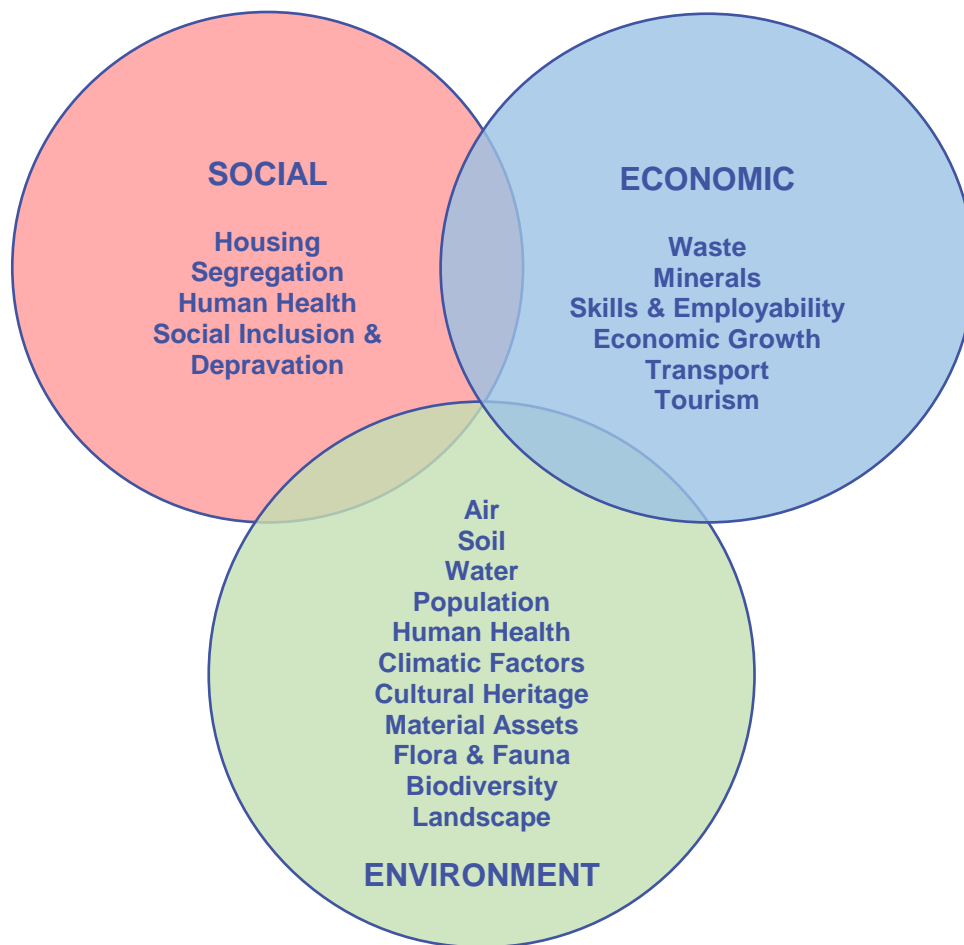 SOCIAL
Housing
Segregation
Human Health
Social Inclusion &
Depravation
ECONOMIC
Waste
Minerals
Skills & Employability
Economic Growth
Transport
Tourism
Air
Soil
Water
Population
Human Health
Climatic Factors
Cultural Heritage
Material Assets
Flora & Fauna
Biodiversity
Landscape
ENVIRONMENT